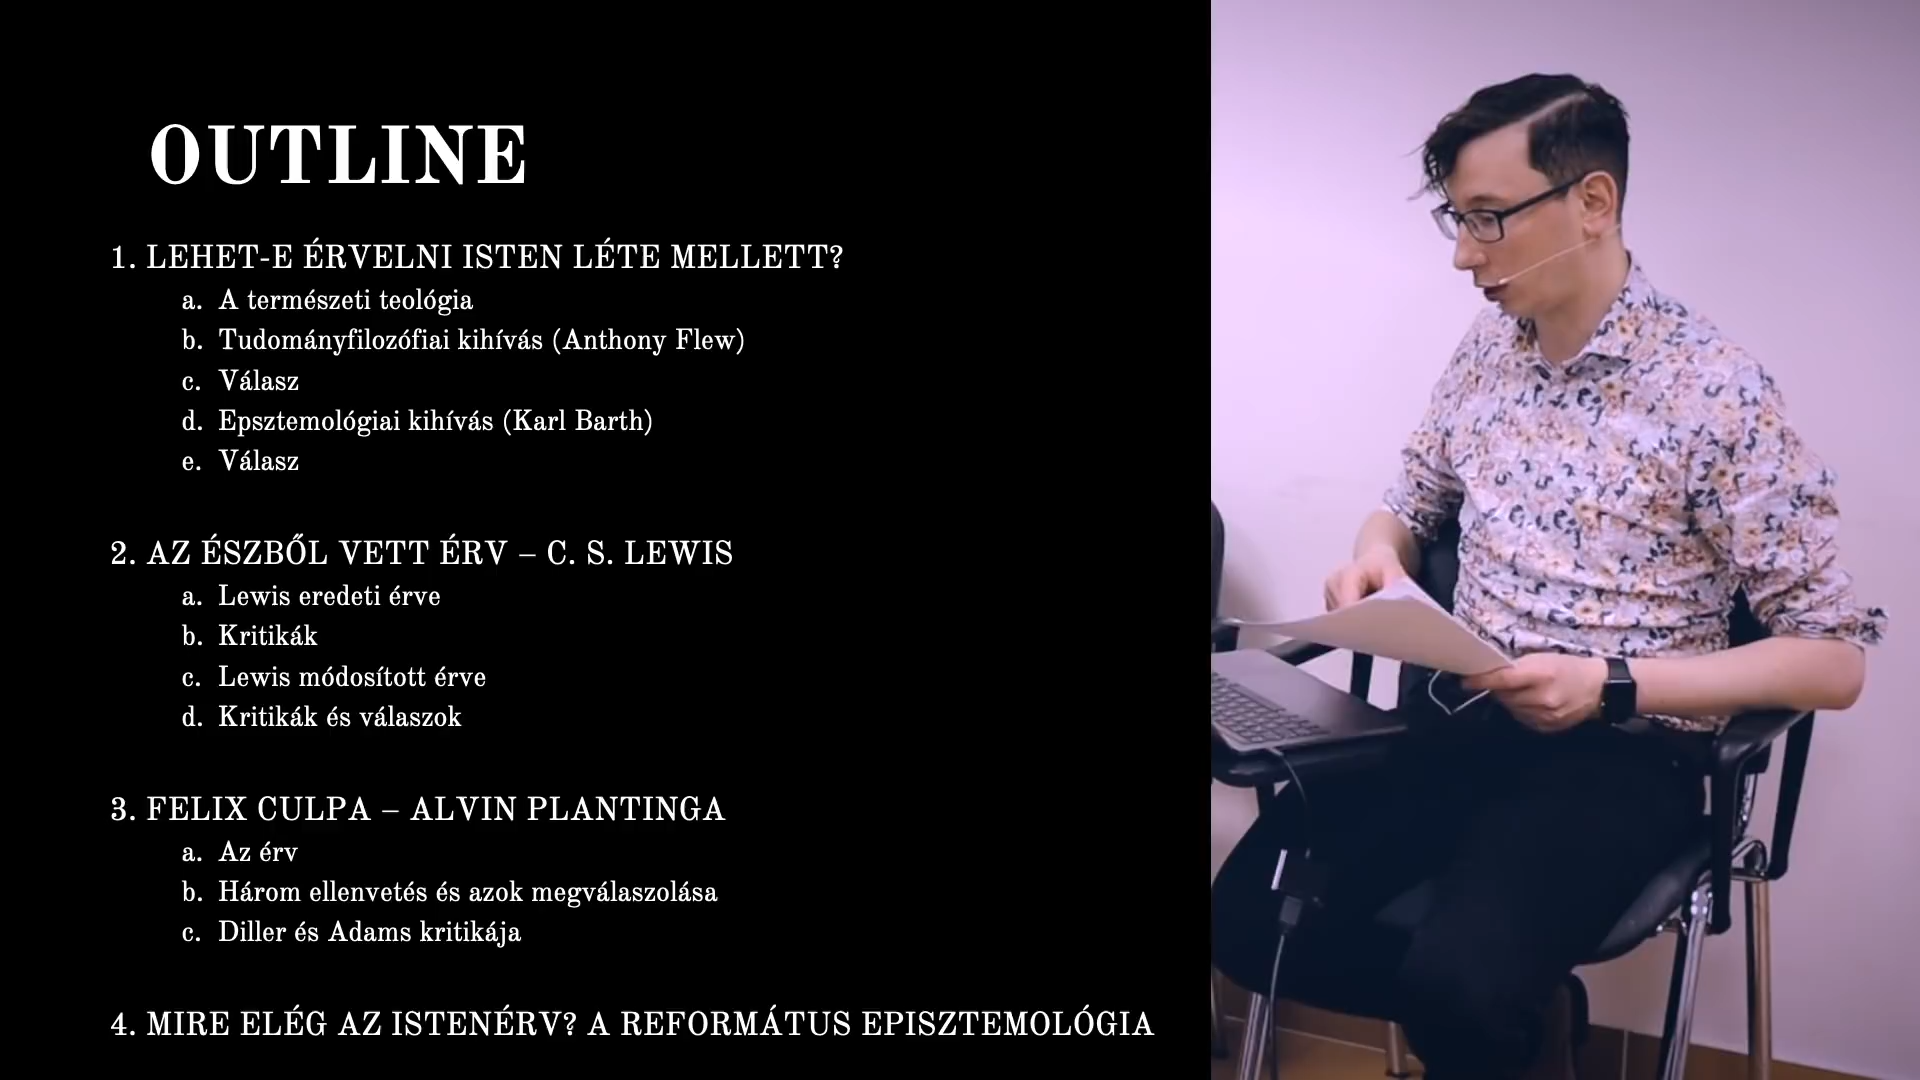 OUTLINE
1. LEHET-E ÉRVELNI ISTEN LÉTE MELLETT?
a. A természeti teológia
b. Tudományfilozófiai kihívás (Anthony Flew)
c. Válasz
d. Epsztemológiai kihívás (Karl Barth)
e. Válasz
2. AZ ÉSZBŐL VETT ÉRV – C. S. LEWIS
a. Lewis eredeti érve
b. Kritikák
c. Lewis módosított érve
d. Kritikák és válaszok
3. FELIX CULPA – ALVIN PLANTINGA
a. Az érv
b. Három ellenvetés és azok megválaszolása
c. Diller és Adams kritikája
4. MIRE ELÉG AZ ISTENÉRV? A REFORMÁTUS EPISZTEMOLÓGIA